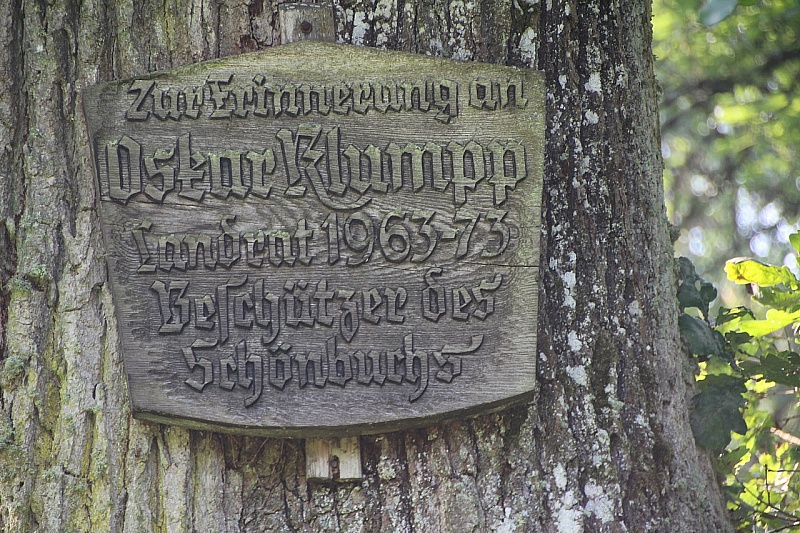 Zur Erinnerung an
Oskar Klumpp
Landrat 1963-73
Beschützer des
Schönbuchs